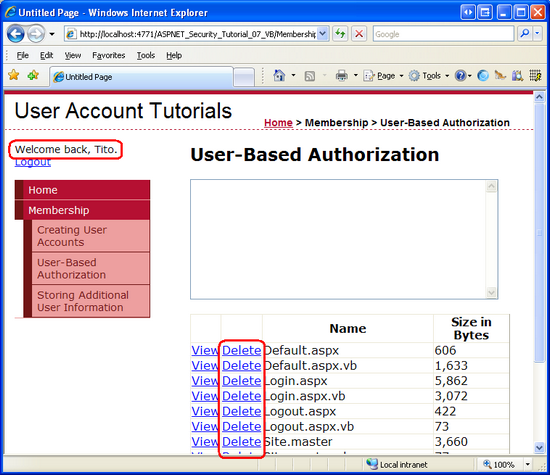 Untitled Page - Windows Internet Explorer
http://localhost:4771/ASPNET_Security_Tutorial_07_VB/Membership
Google
File Edit View Favorites Tools Help
Untitled Page
Page Tools
User Account Tutorials
Home > Membership > User-Based Authorization
Welcome back, Tito.
Logout
Home
Membership
Creating User
Accounts
User-Based
Authorization
Storing Additional
User Information
User-Based Authorization
Name Size in
Bytes
View Delete Default.aspx 606
View Delete Default.aspx.vb 1,633
View Delete Login.aspx 5,862
View Delete Login.aspx.vb 3,072
View Delete Logout.aspx 422
View Delete Logout.aspx.vb 73
View Delete Site.master 3,660
Local intranet 100%